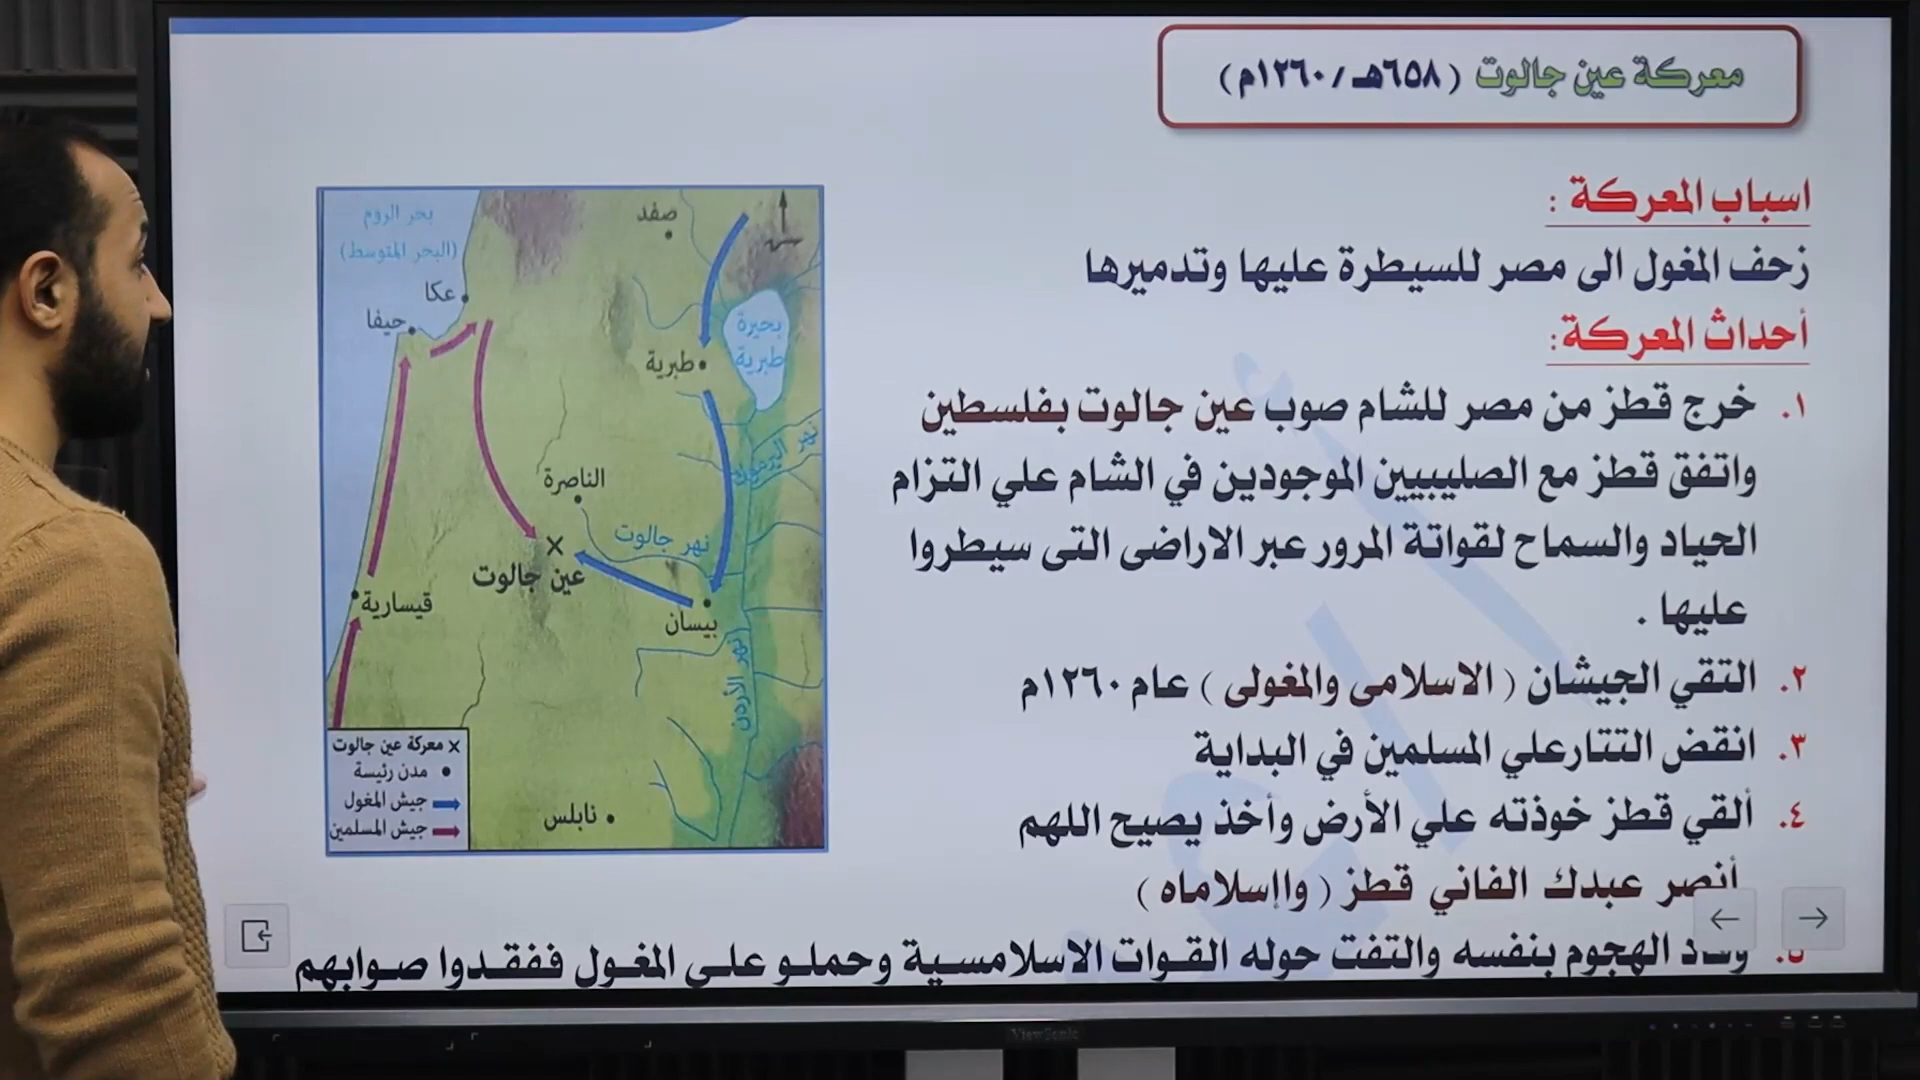 معركة عين جالوت ( ٦٥٨هـ / ١٢٦٠م )
اسباب المعركة :
زحف المغول الى مصر للسيطرة عليها وتدميرها
أحداث المعركة :
١. خرج قطز من مصر للشام صوب عين جالوت بفلسطين
واتفق قطز مع الصليبيين الموجودين في الشام علي التزام
الحياد والسماح لقواتة المرور عبر الاراضى التى سيطروا
عليها .
٢. التقي الجيشان ( الاسلامى والمغولى ) عام ١٢٦٠م
٣. انقض التتارعلي المسلمين في البداية
٤. ألقي قطز خوذته علي الأرض وأخذ يصيح اللهم
أنصر عبدك الفاني قطز ( واإسلاماه )
٥. وقاد الهجوم بنفسه والتفت حوله القوات الاسلامسية وحملو على المغول ففقدوا صوابهم
بحر الروم
(البحر المتوسط)
صفد
عكا
حيفا
بحيرة
طبرية
طبرية
نهر اليرموك
الناصرة
نهر جالوت
عين جالوت
قيسارية
بيسان
نهر الأردن
نابلس
× معركة عين جالوت
• مدن رئيسة
جيش المغول
جيش المسلمين
ViewSonic